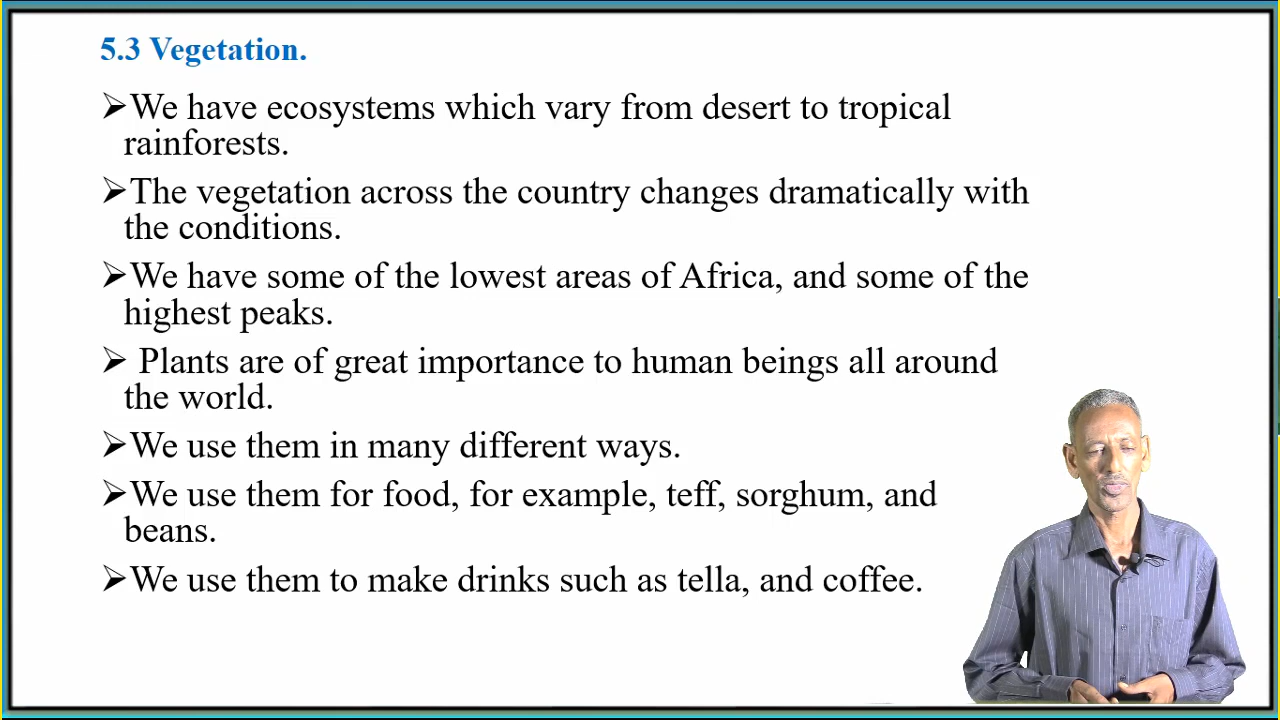 5.3 Vegetation.
➢We have ecosystems which vary from desert to tropical
rainforests.
➢The vegetation across the country changes dramatically with
the conditions.
➢We have some of the lowest areas of Africa, and some of the
highest peaks.
➢ Plants are of great importance to human beings all around
the world.
➢We use them in many different ways.
➢We use them for food, for example, teff, sorghum, and
beans.
➢We use them to make drinks such as tella, and coffee.